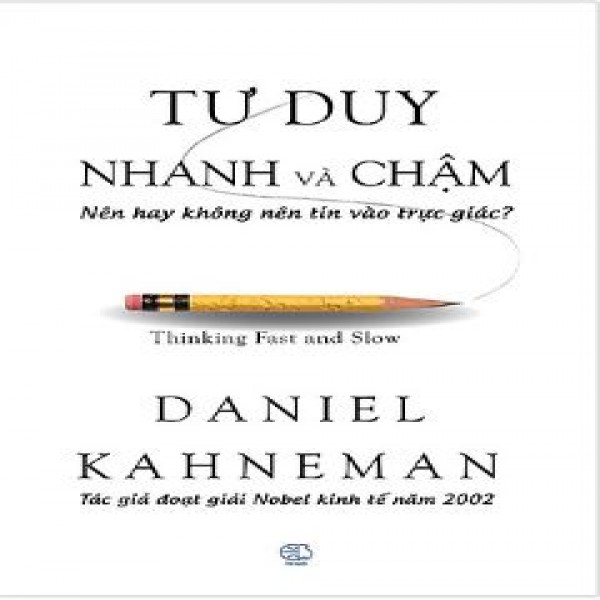 TƯ DUY
NHANH VÀ CHẬM
Nên hay không nên tin vào trực giác?
Thinking Fast and Slow
DANIEL
KAHNEMAN
Tác giả đoạt giải Nobel kinh tế năm 2002